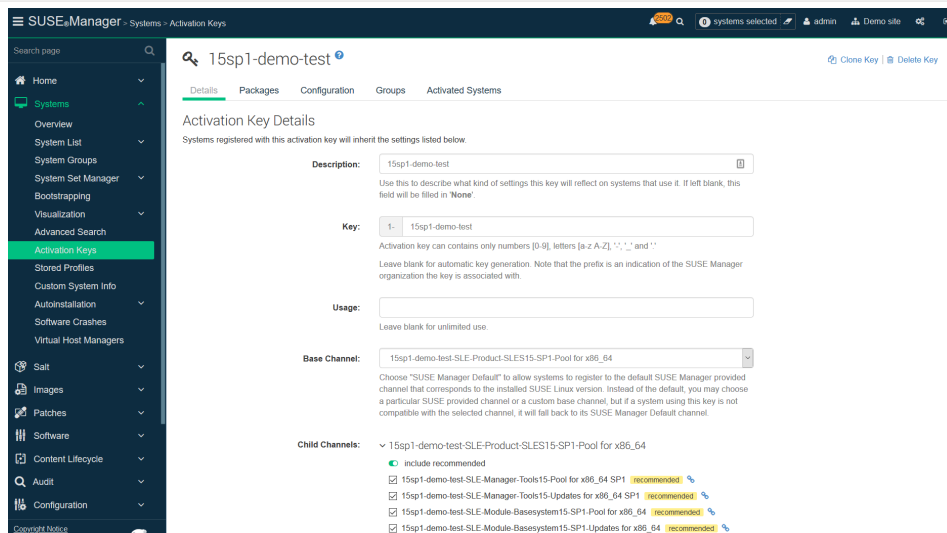 SUSE®Manager > Systems > Activation Keys
2502
0 systems selected
admin
Demo site
Search page
Home
Systems
Overview
System List
System Groups
System Set Manager
Bootstrapping
Visualization
Advanced Search
Activation Keys
Stored Profiles
Custom System Info
Autoinstallation
Software Crashes
Virtual Host Managers
Salt
Images
Patches
Software
Content Lifecycle
Audit
Configuration
Copyright Notice
15sp1-demo-test ?
Clone Key | Delete Key
Details Packages Configuration Groups Activated Systems
Activation Key Details
Systems registered with this activation key will inherit the settings listed below.
Description: 15sp1-demo-test
Use this to describe what kind of settings this key will reflect on systems that use it. If left blank, this
field will be filled in 'None'.
Key: 1- 15sp1-demo-test
Activation key can contains only numbers [0-9], letters [a-z A-Z], '-', '_' and '.'
Leave blank for automatic key generation. Note that the prefix is an indication of the SUSE Manager
organization the key is associated with.
Usage:
Leave blank for unlimited use.
Base Channel: 15sp1-demo-test-SLE-Product-SLES15-SP1-Pool for x86_64
Choose "SUSE Manager Default" to allow systems to register to the default SUSE Manager provided
channel that corresponds to the installed SUSE Linux version. Instead of the default, you may choose
a particular SUSE provided channel or a custom base channel, but if a system using this key is not
compatible with the selected channel, it will fall back to its SUSE Manager Default channel.
Child Channels: 15sp1-demo-test-SLE-Product-SLES15-SP1-Pool for x86_64
include recommended
15sp1-demo-test-SLE-Manager-Tools15-Pool for x86_64 SP1 recommended
15sp1-demo-test-SLE-Manager-Tools15-Updates for x86_64 SP1 recommended
15sp1-demo-test-SLE-Module-Basesystem15-SP1-Pool for x86_64 recommended
15sp1-demo-test-SLE-Module-Basesystem15-SP1-Updates for x86_64 recommended